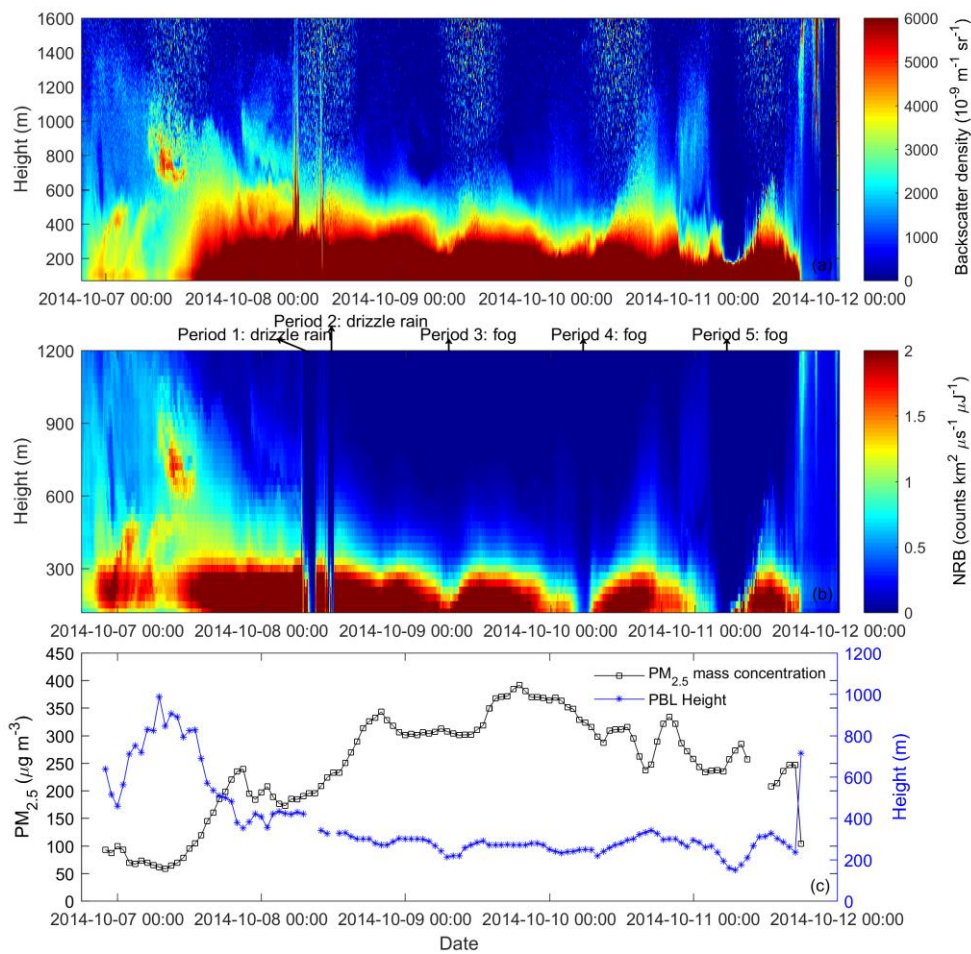 1600
1400
1200
1000
800
600
400
200
Height (m)
(a)
6000
5000
4000
3000
2000
1000
0
Backscatter density (10⁻⁹ m⁻¹ sr⁻¹)
2014-10-07 00:00 2014-10-08 00:00 2014-10-09 00:00 2014-10-10 00:00 2014-10-11 00:00 2014-10-12 00:00
Period 2: drizzle rain
Period 1: drizzle rain Period 3: fog Period 4: fog Period 5: fog
1200
900
600
300
Height (m)
(b)
2
1.5
1
0.5
0
NRB (counts km² μs⁻¹ μJ⁻¹)
2014-10-07 00:00 2014-10-08 00:00 2014-10-09 00:00 2014-10-10 00:00 2014-10-11 00:00 2014-10-12 00:00
450
400
350
300
250
200
150
100
50
0
PM₂.₅ (μg m⁻³)
PM₂.₅ mass concentration
PBL Height
(c)
1200
1000
800
600
400
200
0
Height (m)
2014-10-07 00:00 2014-10-08 00:00 2014-10-09 00:00 2014-10-10 00:00 2014-10-11 00:00 2014-10-12 00:00
Date